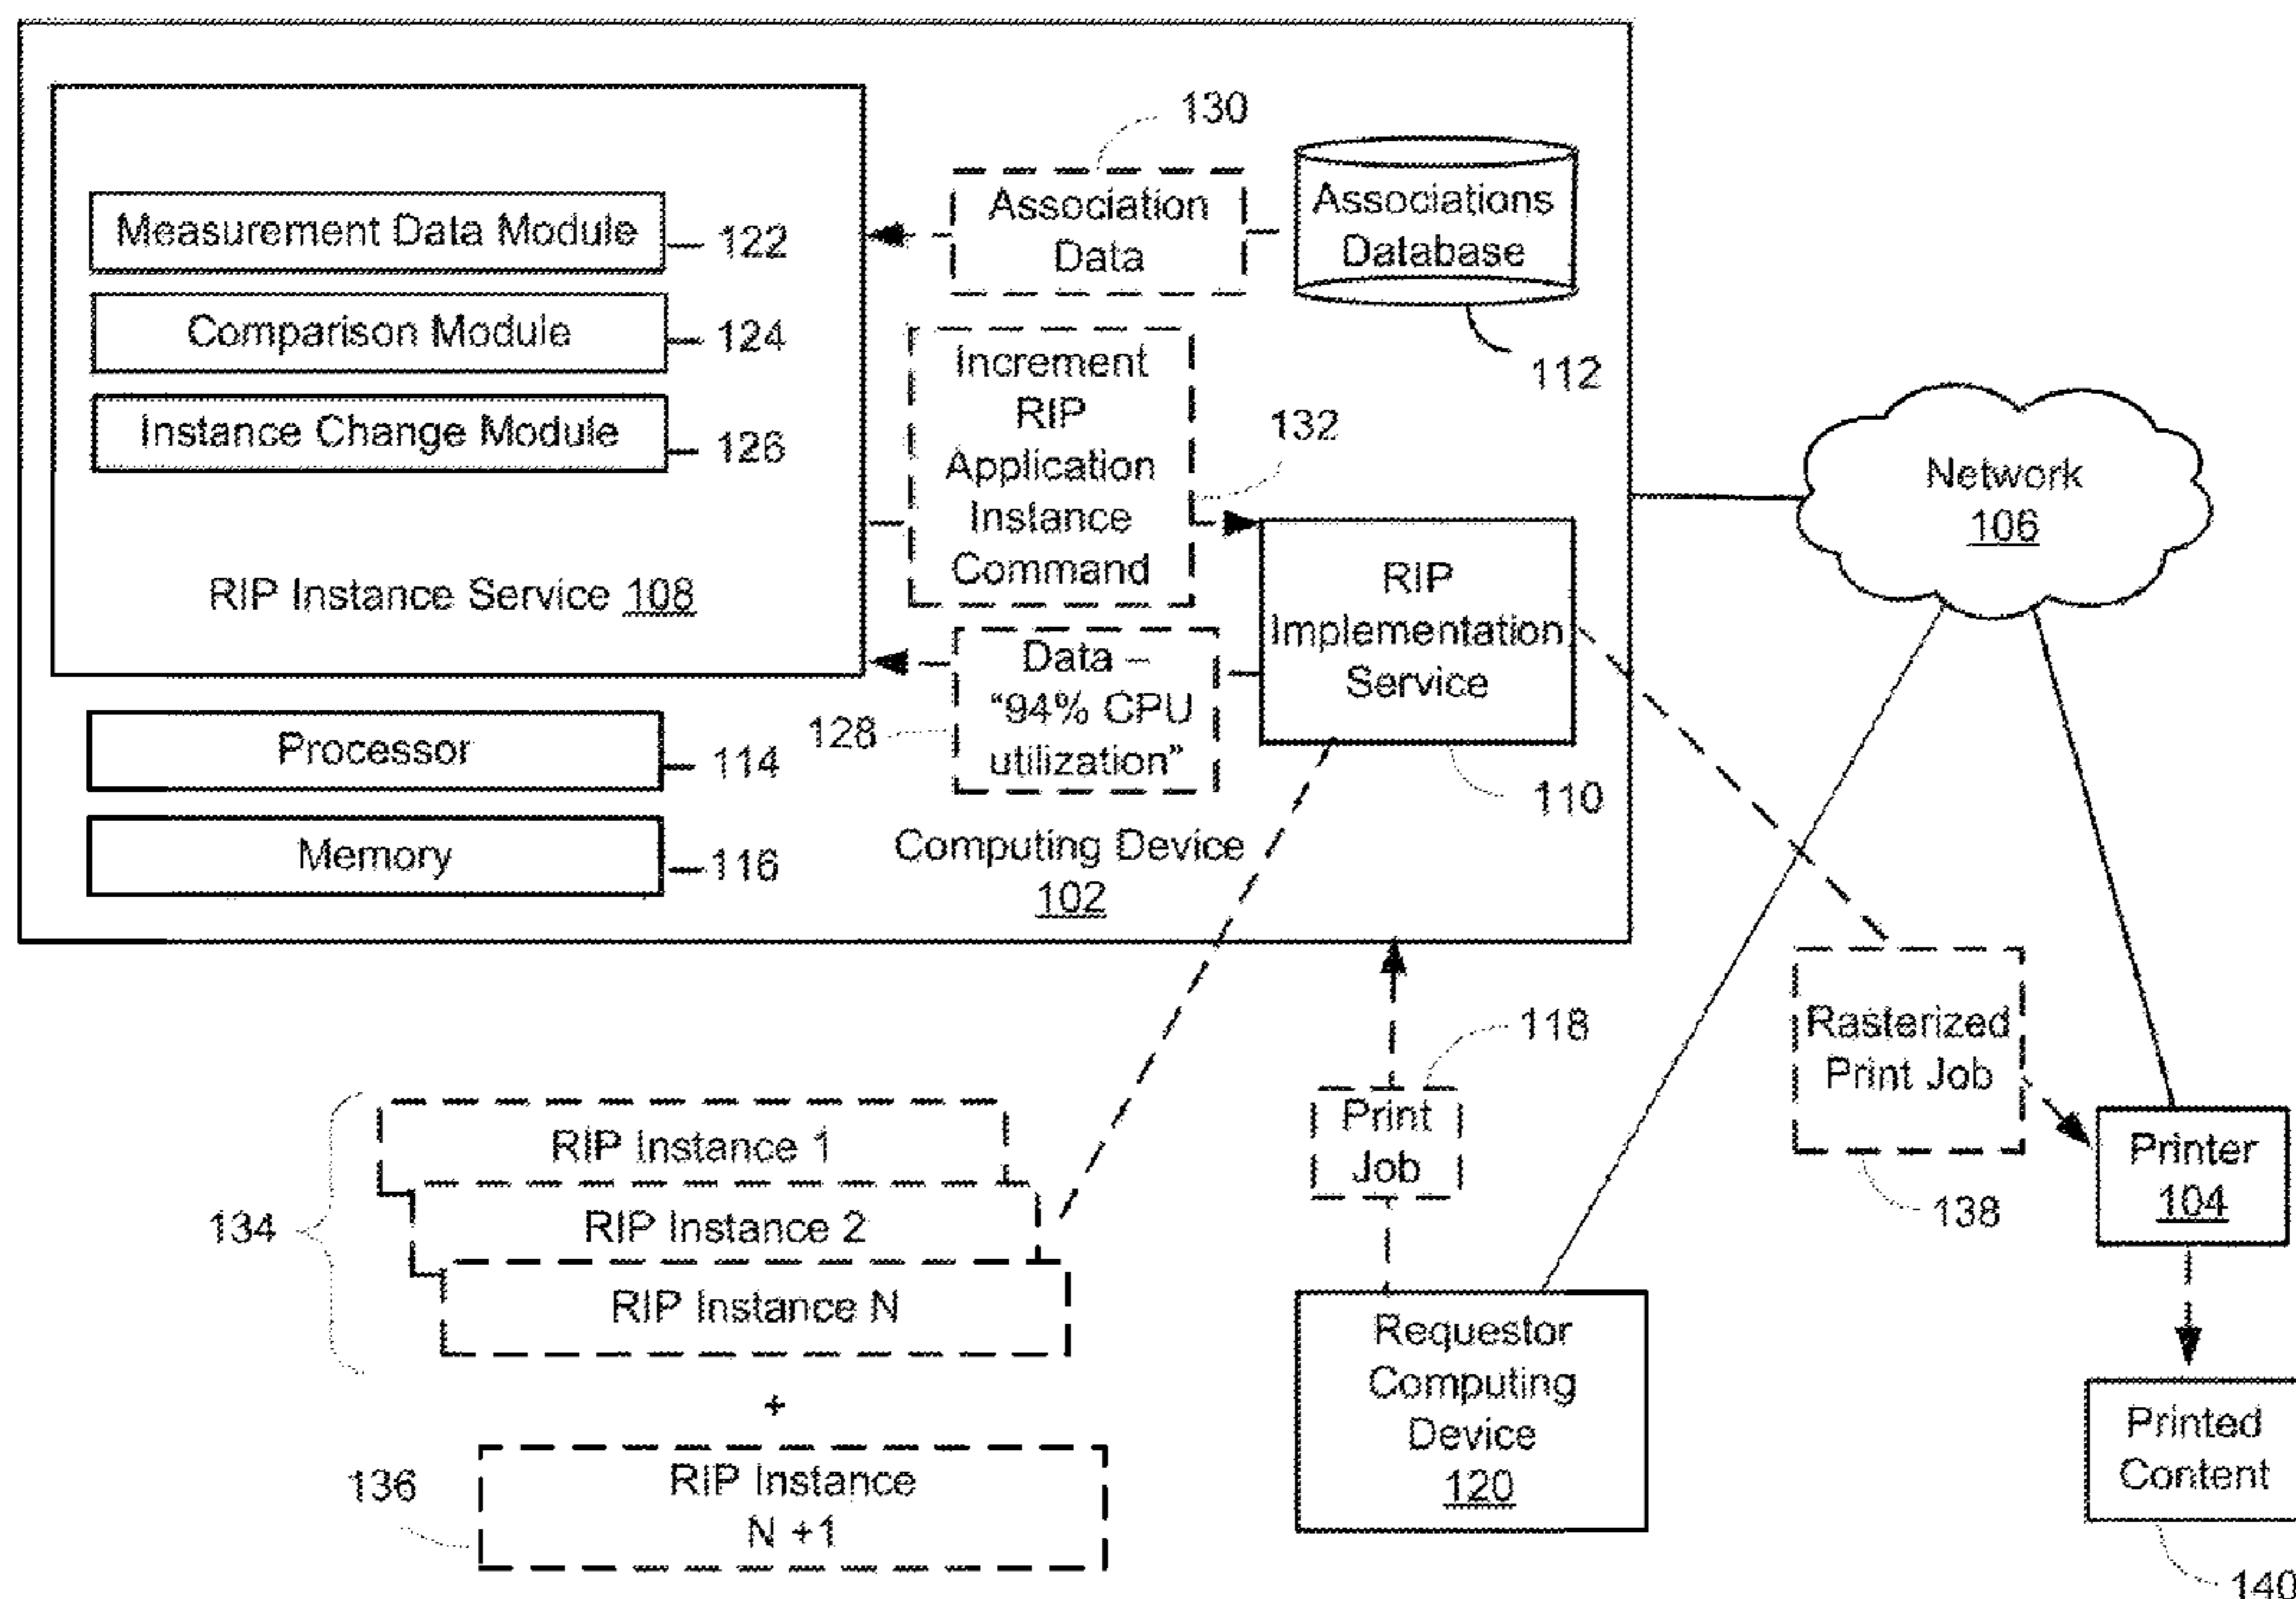 130
Association
Data
Associations
Database
112
Measurement Data Module
122
Comparison Module
124
Instance Change Module
126
RIP Instance Service 108
Increment
RIP
Application
Instance
Command
132
RIP
Implementation
Service
110
Data –
“94% CPU
utilization”
128
Processor
114
Memory
116
Computing Device
102
Network
106
118
Print
Job
Rasterized
Print Job
138
Printer
104
Printed
Content
140
134
RIP Instance 1
RIP Instance 2
RIP Instance N
+
136
RIP Instance
N +1
Requestor
Computing
Device
120